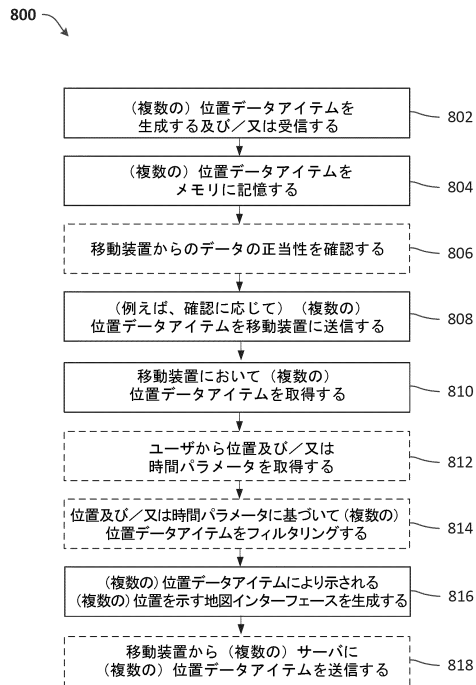 800
(複数の)位置データアイテムを
生成する及び/又は受信する
802
(複数の)位置データアイテムを
メモリに記憶する
804
移動装置からのデータの正当性を確認する
806
(例えば、確認に応じて)(複数の)
位置データアイテムを移動装置に送信する
808
移動装置において(複数の)
位置データアイテムを取得する
810
ユーザから位置及び/又は
時間パラメータを取得する
812
位置及び/又は時間パラメータに基づいて(複数の)
位置データアイテムをフィルタリングする
814
(複数の)位置データアイテムにより示される
(複数の)位置を示す地図インターフェースを生成する
816
移動装置から(複数の)サーバに
(複数の)位置データアイテムを送信する
818